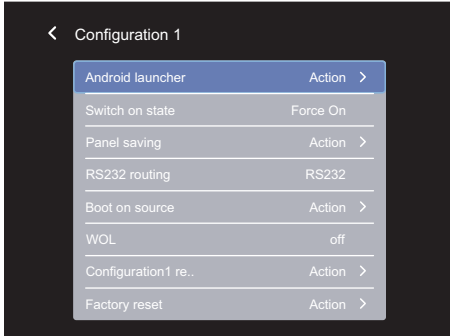 Configuration 1
Android launcher Action
Switch on state Force On
Panel saving Action
RS232 routing RS232
Boot on source Action
WOL off
Configuration1 re.. Action
Factory reset Action